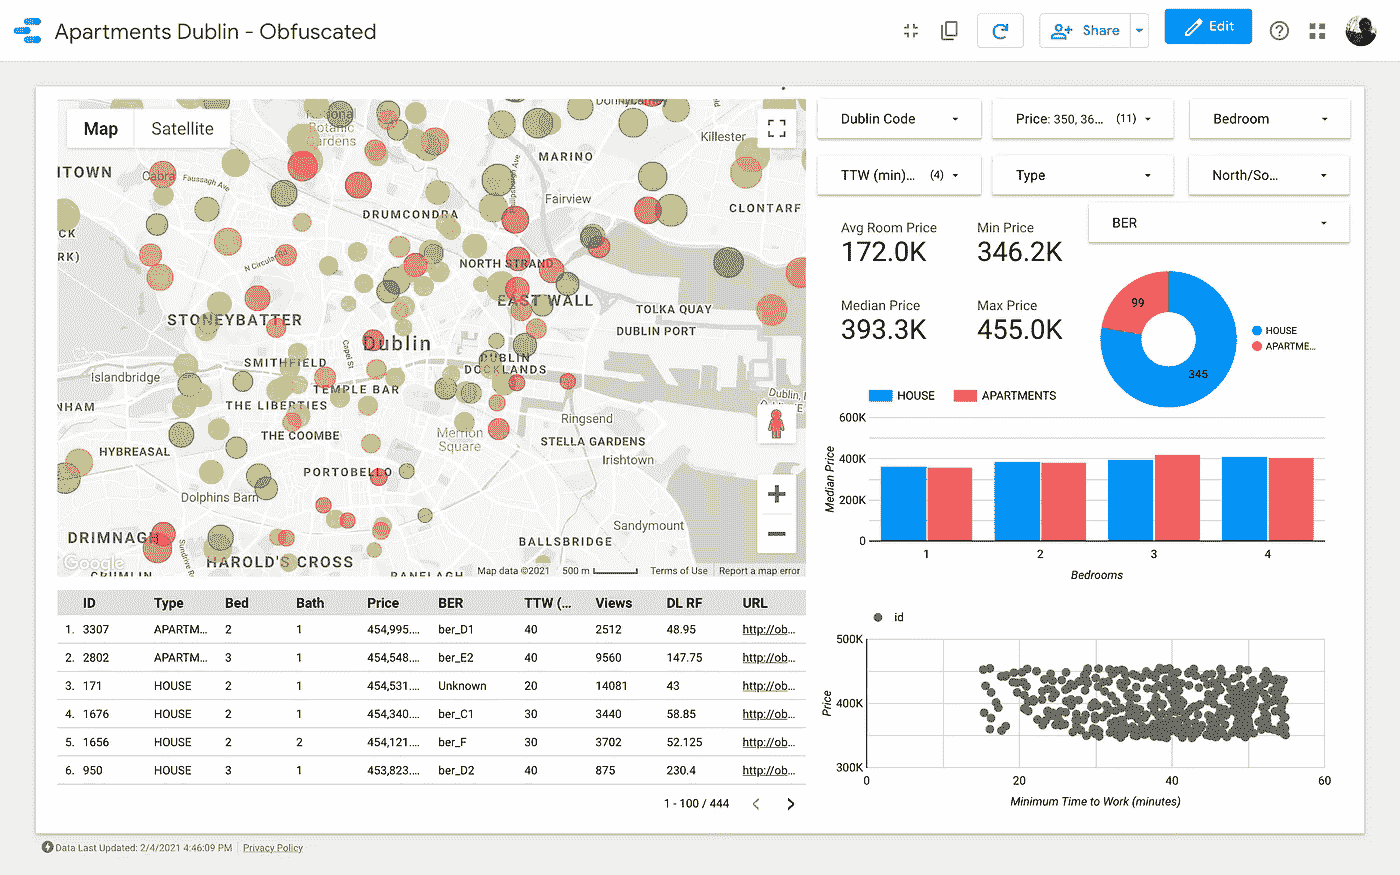 Apartments Dublin - Obfuscated
Share
Edit
Map
Satellite
Botanic
Gardens
Donnycarney
Killester
MARINO
Cabra
Faussagh Ave
Fairview
DRUMCONDRA
CLONTARF
N Circular
NORTH STRAND
EAST WALL
TOLKA QUAY
DUBLIN PORT
STONEYBATTER
Dublin
SMITHFIELD
Capel St
DUBLIN
DOCKLANDS
Islandbridge
TEMPLE BAR
THE LIBERTIES
THE COOMBE
Merrion
Square
Ringsend
STELLA GARDENS
Irishtown
HYBREASAL
PORTOBELLO
Dolphins Barn
Sandymount
DRIMNAGH
BALLSBRIDGE
HAROLD'S CROSS
Google
CRUMLIN
RANELAGH
Map data ©2021
500 m
Terms of Use
Report a map error
Dublin Code
Price: 350, 36... (11)
Bedroom
TTW (min)... (4)
Type
North/So...
BER
Avg Room Price
172.0K
Min Price
346.2K
Median Price
393.3K
Max Price
455.0K
99
345
HOUSE
APARTME...
HOUSE
APARTMENTS
600K
400K
200K
0
Median Price
1 2 3 4
Bedrooms
id
500K
400K
300K
Price
0 20 40 60
Minimum Time to Work (minutes)
ID Type Bed Bath Price BER TTW (... Views DL RF URL
1. 3307 APARTM... 2 1 454,995.... ber_D1 40 2512 48.95 http://ob...
2. 2802 APARTM... 3 1 454,548.... ber_E2 40 9560 147.75 http://ob...
3. 171 HOUSE 2 1 454,531.... Unknown 20 14081 43 http://ob...
4. 1676 HOUSE 2 1 454,340.... ber_C1 30 3440 58.85 http://ob...
5. 1656 HOUSE 2 2 454,121.... ber_F 30 3702 52.125 http://ob...
6. 950 HOUSE 3 1 453,823.... ber_D2 40 875 230.4 http://ob...
1 - 100 / 444
Data Last Updated: 2/4/2021 4:46:09 PM
Privacy Policy